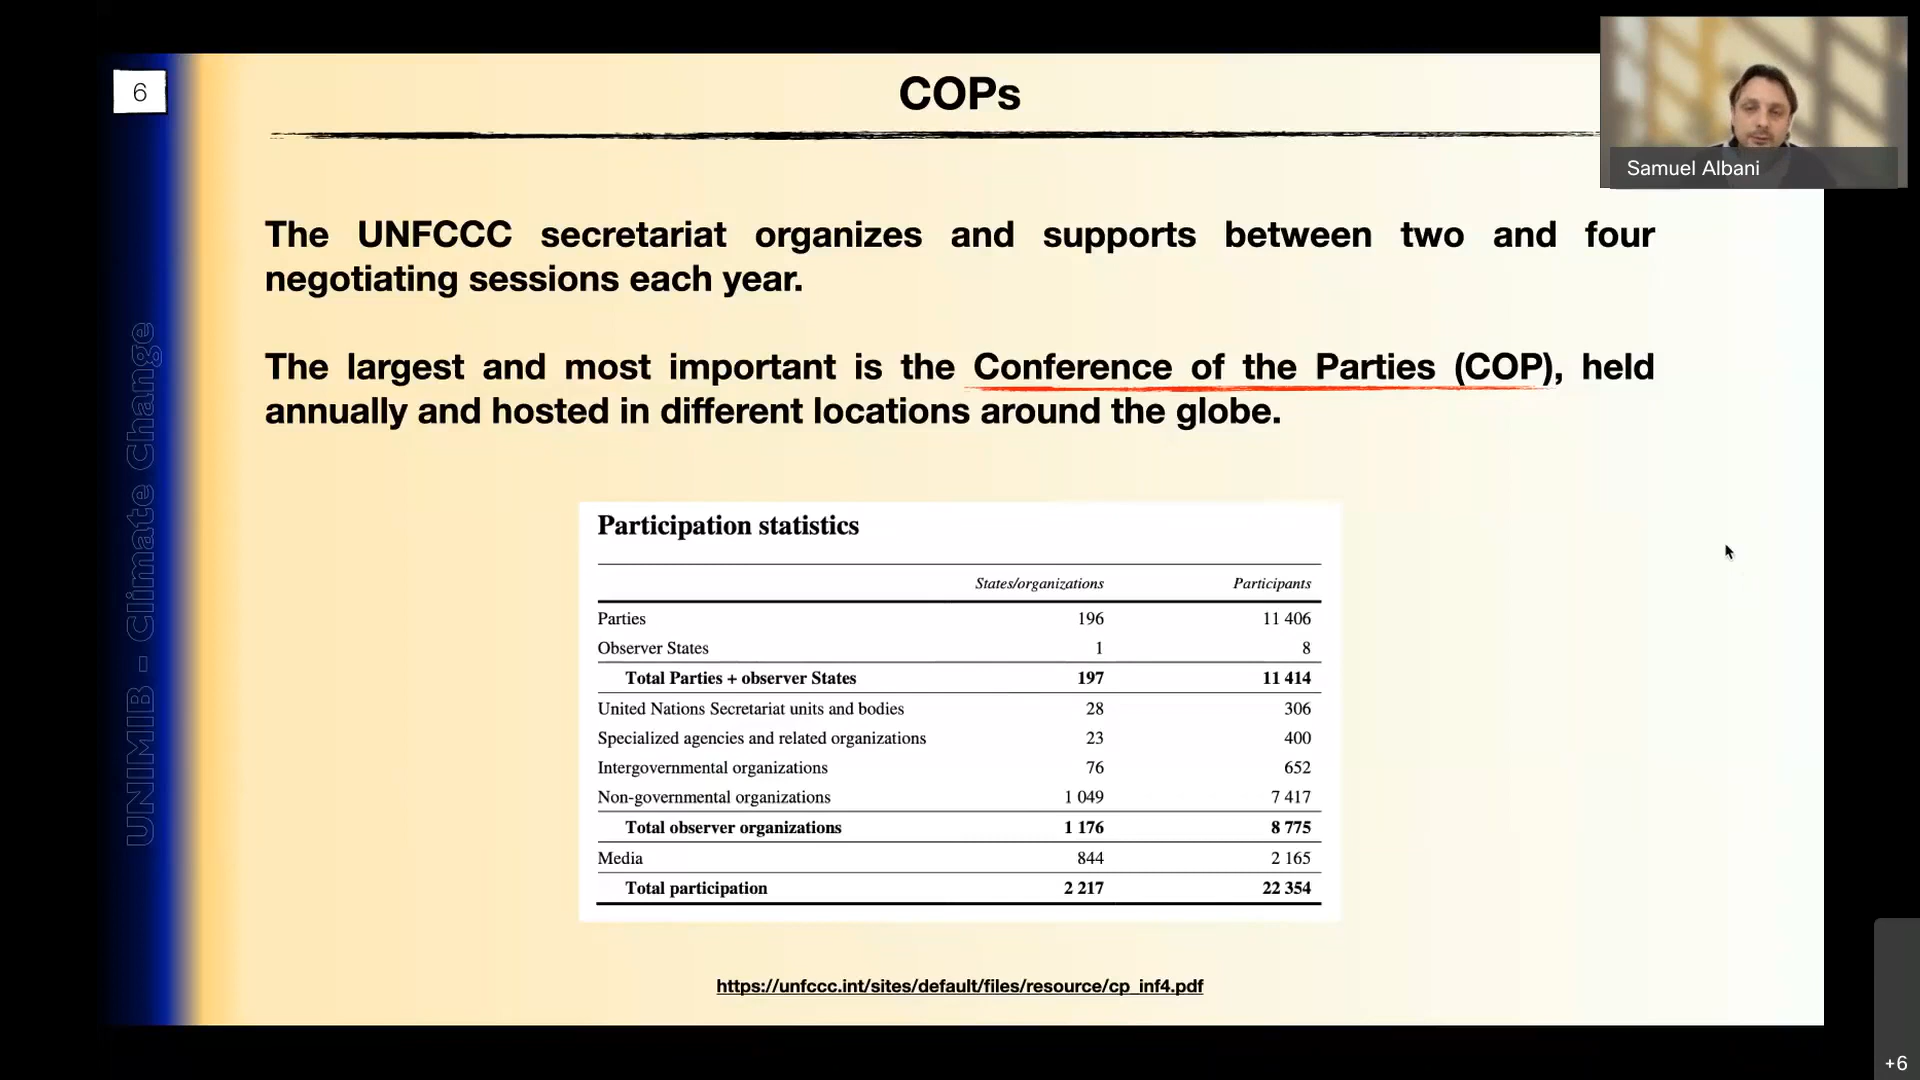 6
COPs
Samuel Albani
The UNFCCC secretariat organizes and supports between two and four
negotiating sessions each year.
The largest and most important is the Conference of the Parties (COP), held
annually and hosted in different locations around the globe.
UNIMIB - Climate Change
Participation statistics
States/organizations Participants
Parties 196 11 406
Observer States 1 8
Total Parties + observer States 197 11 414
United Nations Secretariat units and bodies 28 306
Specialized agencies and related organizations 23 400
Intergovernmental organizations 76 652
Non-governmental organizations 1 049 7 417
Total observer organizations 1 176 8 775
Media 844 2 165
Total participation 2 217 22 354
https://unfccc.int/sites/default/files/resource/cp_inf4.pdf
+6